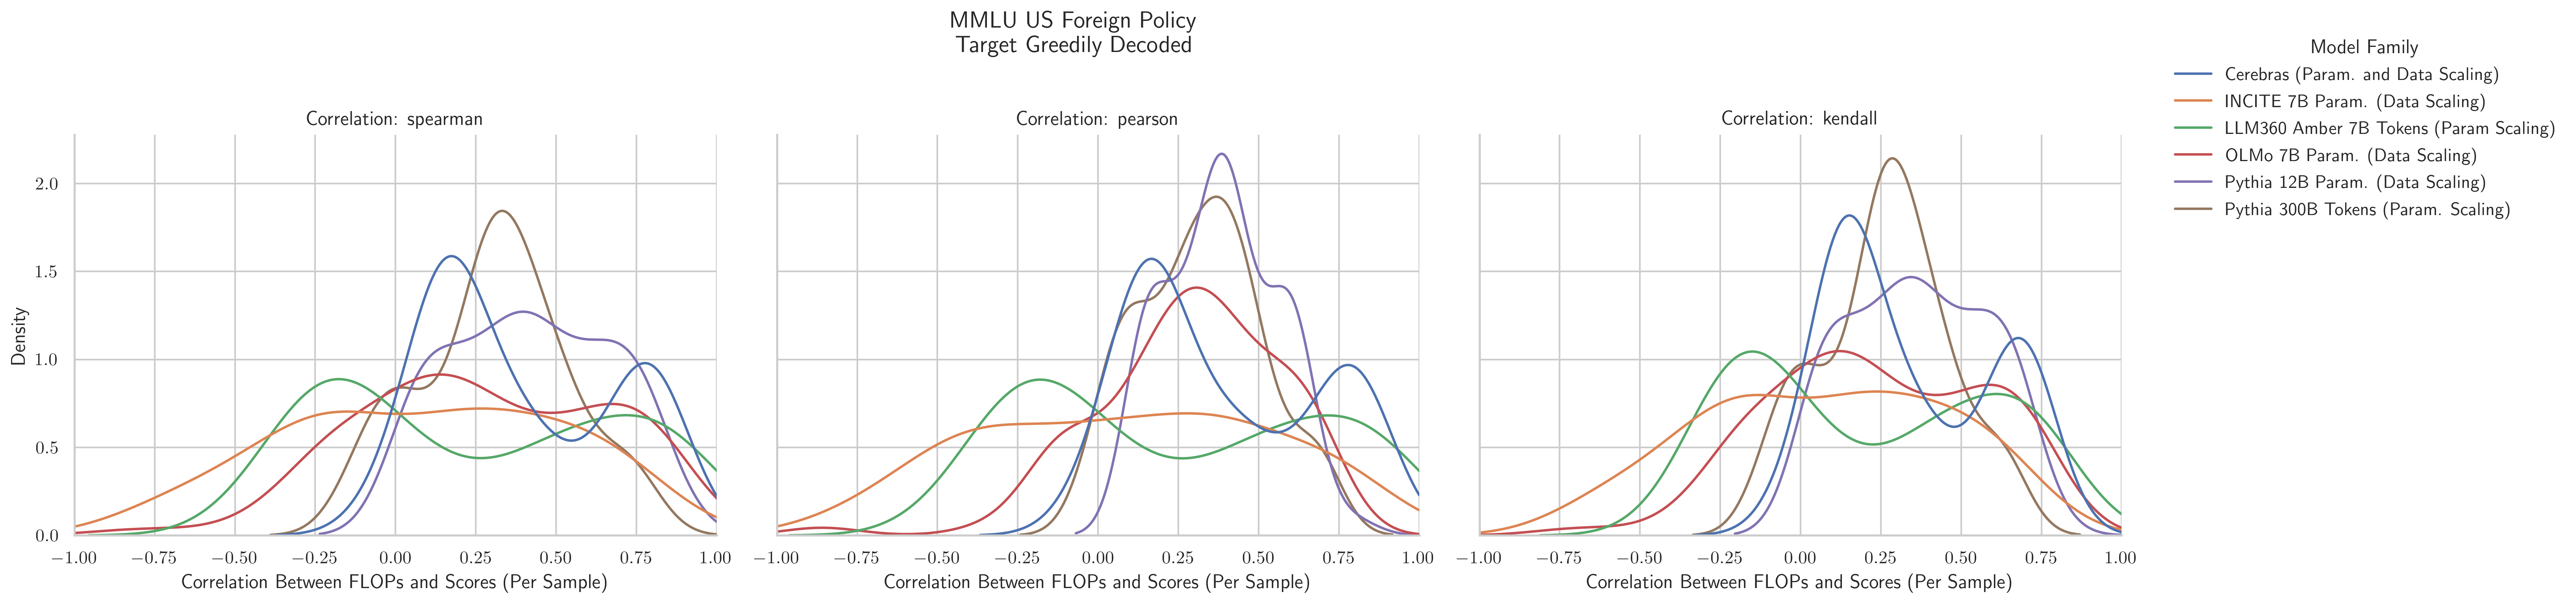 MMLU US Foreign Policy
Target Greedily Decoded
Model Family
Cerebras (Param. and Data Scaling)
INCITE 7B Param. (Data Scaling)
LLM360 Amber 7B Tokens (Param Scaling)
OLMo 7B Param. (Data Scaling)
Pythia 12B Param. (Data Scaling)
Pythia 300B Tokens (Param. Scaling)
Correlation: spearman
Correlation: pearson
Correlation: kendall
Density
2.0
1.5
1.0
0.5
0.0
−1.00 −0.75 −0.50 −0.25 0.00 0.25 0.50 0.75 1.00
−1.00 −0.75 −0.50 −0.25 0.00 0.25 0.50 0.75 1.00
−1.00 −0.75 −0.50 −0.25 0.00 0.25 0.50 0.75 1.00
Correlation Between FLOPs and Scores (Per Sample)
Correlation Between FLOPs and Scores (Per Sample)
Correlation Between FLOPs and Scores (Per Sample)